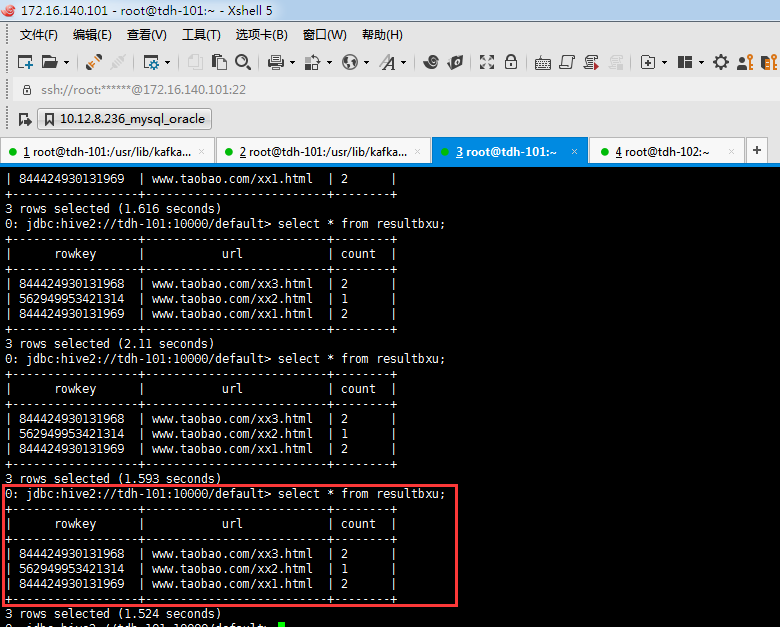 172.16.140.101 - root@tdh-101:~ - Xshell 5
文件(F) 编辑(E) 查看(V) 工具(T) 选项卡(B) 窗口(W) 帮助(H)
ssh://root:******@172.16.140.101:22
10.12.8.236_mysql_oracle
1 root@tdh-101:/usr/lib/kafka... × 2 root@tdh-101:/usr/lib/kafka... × 3 root@tdh-101:~ × 4 root@tdh-102:~ × +
| 844424930131969 | www.taobao.com/xx1.html | 2 |
+-----------------+--------------------------+--------+
3 rows selected (1.616 seconds)
0: jdbc:hive2://tdh-101:10000/default> select * from resultbxu;
+-----------------+--------------------------+--------+
| rowkey | url | count |
+-----------------+--------------------------+--------+
| 844424930131968 | www.taobao.com/xx3.html | 2 |
| 562949953421314 | www.taobao.com/xx2.html | 1 |
| 844424930131969 | www.taobao.com/xx1.html | 2 |
+-----------------+--------------------------+--------+
3 rows selected (2.11 seconds)
0: jdbc:hive2://tdh-101:10000/default> select * from resultbxu;
+-----------------+--------------------------+--------+
| rowkey | url | count |
+-----------------+--------------------------+--------+
| 844424930131968 | www.taobao.com/xx3.html | 2 |
| 562949953421314 | www.taobao.com/xx2.html | 1 |
| 844424930131969 | www.taobao.com/xx1.html | 2 |
+-----------------+--------------------------+--------+
3 rows selected (1.593 seconds)
0: jdbc:hive2://tdh-101:10000/default> select * from resultbxu;
+-----------------+--------------------------+--------+
| rowkey | url | count |
+-----------------+--------------------------+--------+
| 844424930131968 | www.taobao.com/xx3.html | 2 |
| 562949953421314 | www.taobao.com/xx2.html | 1 |
| 844424930131969 | www.taobao.com/xx1.html | 2 |
+-----------------+--------------------------+--------+
3 rows selected (1.524 seconds)
0: jdbc:hive2://tdh-101:10000/default>